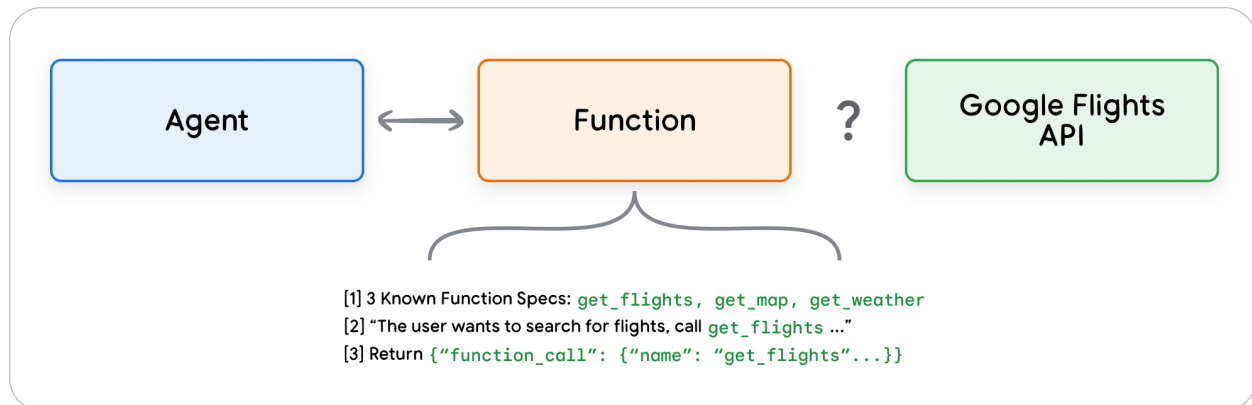 Agent
Function
?
Google Flights
API
[1] 3 Known Function Specs: get_flights, get_map, get_weather
[2] “The user wants to search for flights, call get_flights ...”
[3] Return {“function_call”: {“name”: “get_flights”...}}